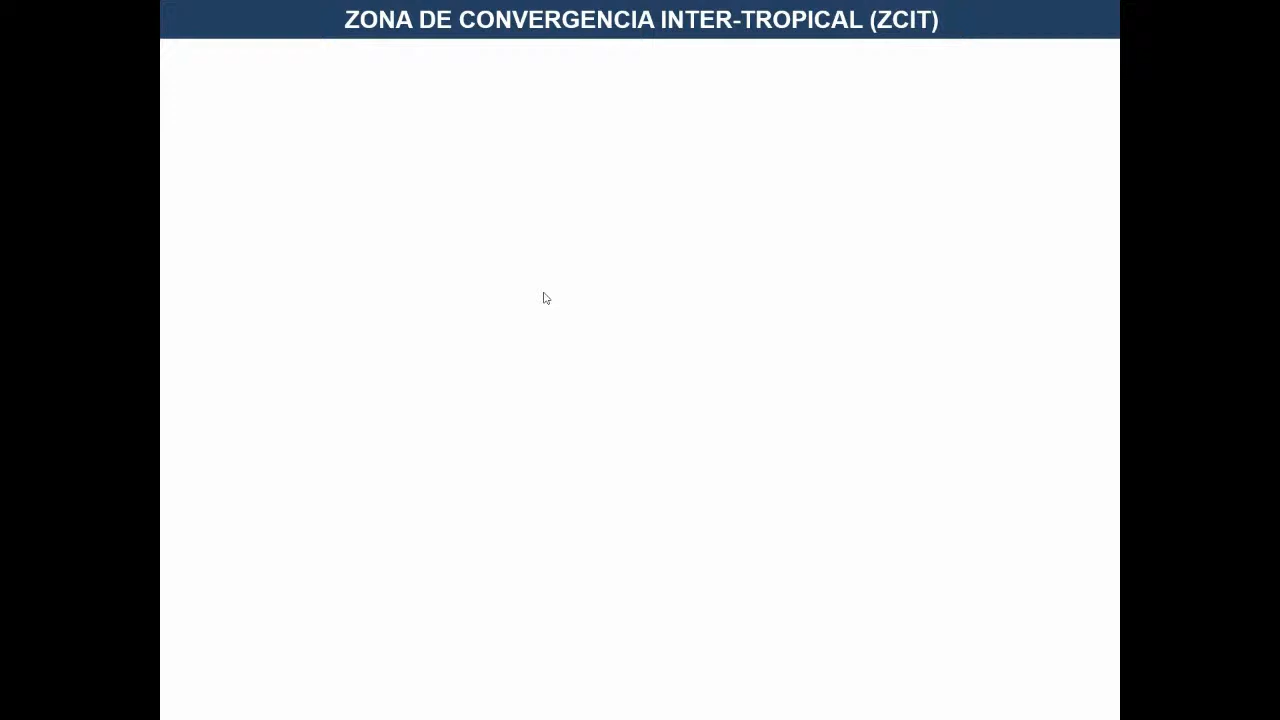 ZONA DE CONVERGENCIA INTER-TROPICAL (ZCIT)